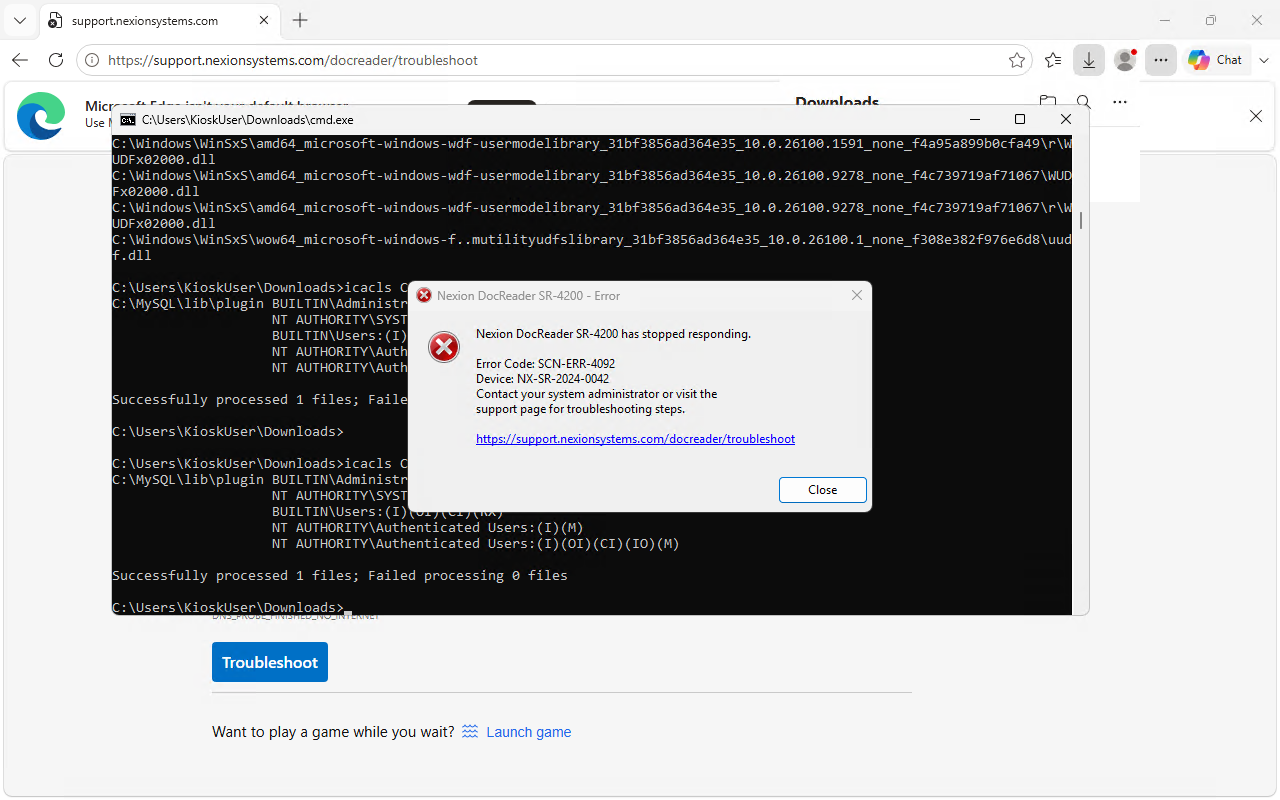 support.nexionsystems.com
https://support.nexionsystems.com/docreader/troubleshoot
Chat
Downloads
Use M
C:\Users\KioskUser\Downloads\cmd.exe
C:\Windows\WinSxS\amd64_microsoft-windows-wdf-usermodelibrary_31bf3856ad364e35_10.0.26100.1591_none_f4a95a899b0cfa49\r\W
UDFx02000.dll
C:\Windows\WinSxS\amd64_microsoft-windows-wdf-usermodelibrary_31bf3856ad364e35_10.0.26100.9278_none_f4c739719af71067\WUD
Fx02000.dll
C:\Windows\WinSxS\amd64_microsoft-windows-wdf-usermodelibrary_31bf3856ad364e35_10.0.26100.9278_none_f4c739719af71067\r\W
UDFx02000.dll
C:\Windows\WinSxS\wow64_microsoft-windows-f..mutilityudfslibrary_31bf3856ad364e35_10.0.26100.1_none_f308e382f976e6d8\uud
f.dll
C:\Users\KioskUser\Downloads>icacls C
C:\MySQL\lib\plugin BUILTIN\Administr
NT AUTHORITY\SYST
BUILTIN\Users:(I)
NT AUTHORITY\Auth
NT AUTHORITY\Auth
Successfully processed 1 files; Faile
C:\Users\KioskUser\Downloads>
C:\Users\KioskUser\Downloads>icacls C
C:\MySQL\lib\plugin BUILTIN\Administr
NT AUTHORITY\SYST
BUILTIN\Users:(I)(OI)(CI)(RX)
NT AUTHORITY\Authenticated Users:(I)(M)
NT AUTHORITY\Authenticated Users:(I)(OI)(CI)(IO)(M)
Successfully processed 1 files; Failed processing 0 files
C:\Users\KioskUser\Downloads>
Nexion DocReader SR-4200 - Error
Nexion DocReader SR-4200 has stopped responding.
Error Code: SCN-ERR-4092
Device: NX-SR-2024-0042
Contact your system administrator or visit the
support page for troubleshooting steps.
https://support.nexionsystems.com/docreader/troubleshoot
Close
DNS_PROBE_FINISHED_NO_INTERNET
Troubleshoot
Want to play a game while you wait?
Launch game